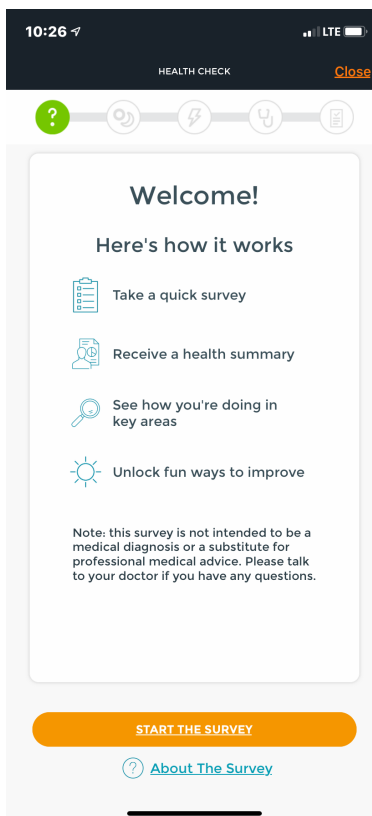 10:26
LTE
HEALTH CHECK
Close
?
Welcome!
Here's how it works
Take a quick survey
Receive a health summary
See how you're doing in
key areas
Unlock fun ways to improve
Note: this survey is not intended to be a
medical diagnosis or a substitute for
professional medical advice. Please talk
to your doctor if you have any questions.
START THE SURVEY
? About The Survey